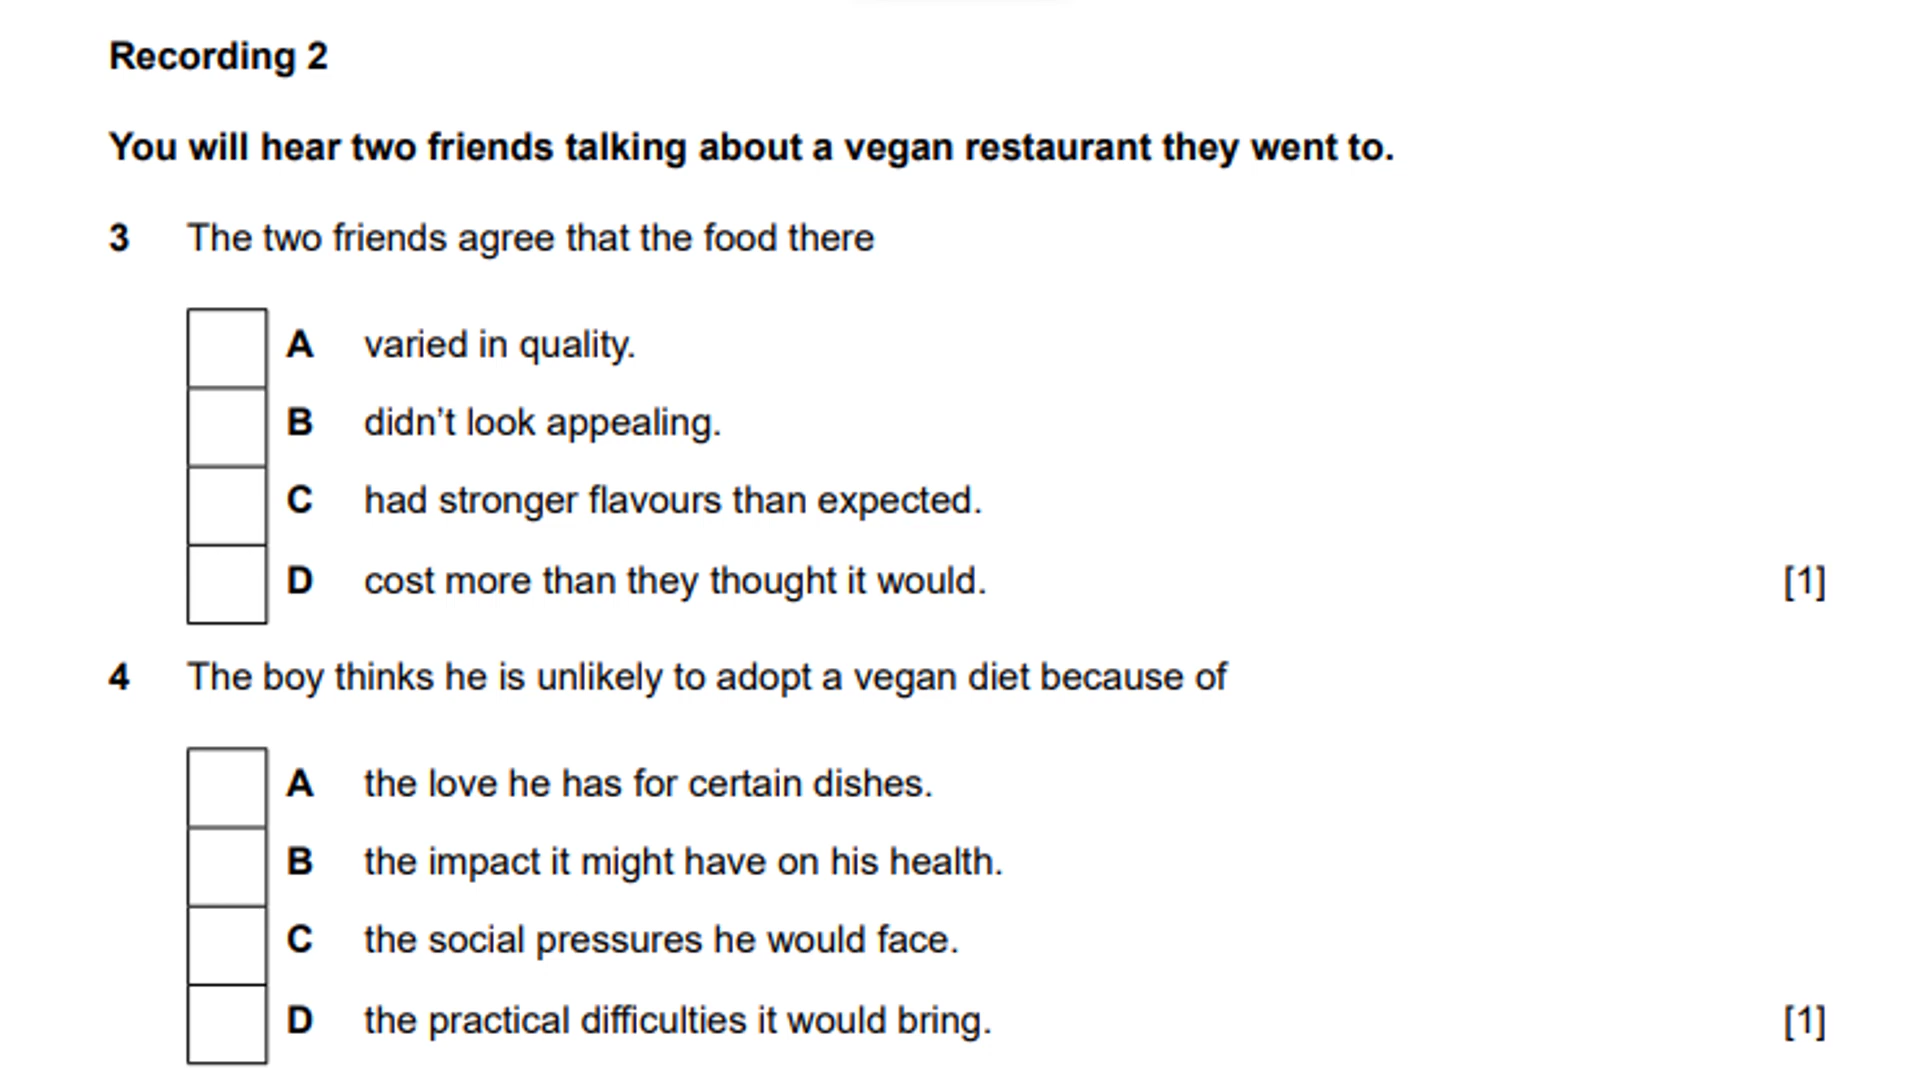 Recording 2
You will hear two friends talking about a vegan restaurant they went to.
3 The two friends agree that the food there
A varied in quality.
B didn’t look appealing.
C had stronger flavours than expected.
D cost more than they thought it would. [1]
4 The boy thinks he is unlikely to adopt a vegan diet because of
A the love he has for certain dishes.
B the impact it might have on his health.
C the social pressures he would face.
D the practical difficulties it would bring. [1]